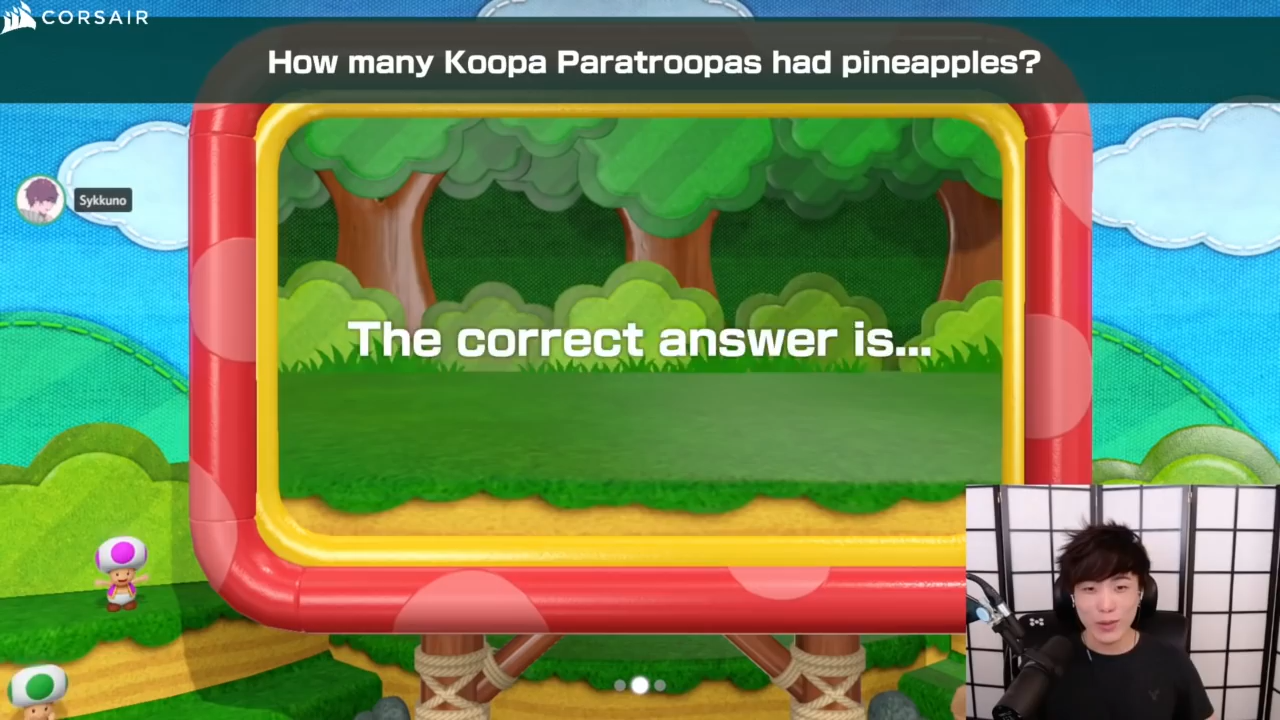 CORSAIR
How many Koopa Paratroopas had pineapples?
Sykkuno
The correct answer is...